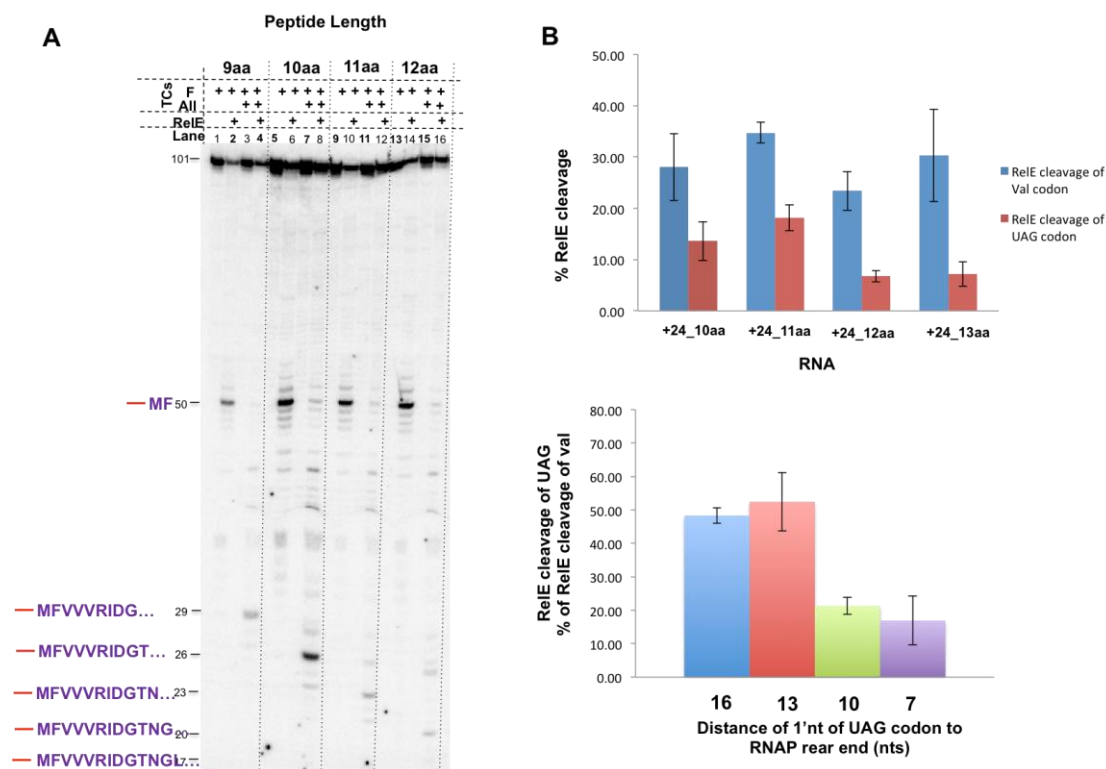 Peptide Length
A
9aa 10aa 11aa 12aa
TCs
F + + + + + + + + + + + + + + + +
All ++ ++ ++ ++
RelE + + + + + + + +
Lane 1 2 3 4 5 6 7 8 9 10 11 12 13 14 15 16
101
MF 50
MFVVVRIDG... 29
MFVVVRIDGT... 26
MFVVVRIDGTN... 23
MFVVVRIDGTNG 20
MFVVVRIDGTNGL... 17
B
% RelE cleavage
50.00
40.00
30.00
20.00
10.00
0.00
+24_10aa +24_11aa +24_12aa +24_13aa
RNA
RelE cleavage of
Val codon
RelE cleavage of
UAG codon
RelE cleavage of UAG
% of RelE cleavage of val
80.00
70.00
60.00
50.00
40.00
30.00
20.00
10.00
0.00
16 13 10 7
Distance of 1'nt of UAG codon to
RNAP rear end (nts)